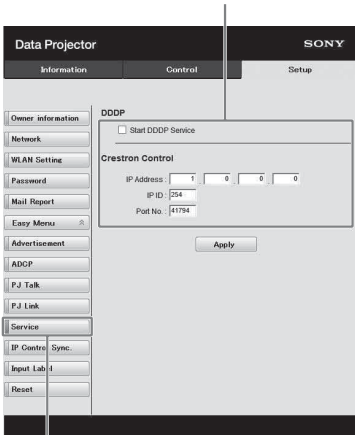 Data Projector
SONY
Information Control Setup
Owner information
Network
WLAN Setting
Password
Mail Report
Easy Menu
Advertisement
ADCP
PJ Talk
PJ Link
Service
IP Control Sync.
Input Label
Reset
DDDP
Start DDDP Service
Crestron Control
IP Address : 1 . 0 . 0 . 0
IP ID : 254
Port No. : 41794
Apply